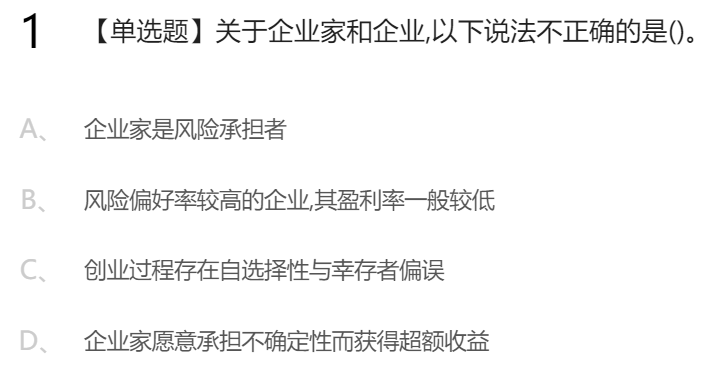 1 【单选题】关于企业家和企业,以下说法不正确的是()。
A、 企业家是风险承担者
B、 风险偏好率较高的企业,其盈利率一般较低
C、 创业过程存在自选择性与幸存者偏误
D、 企业家愿意承担不确定性而获得超额收益